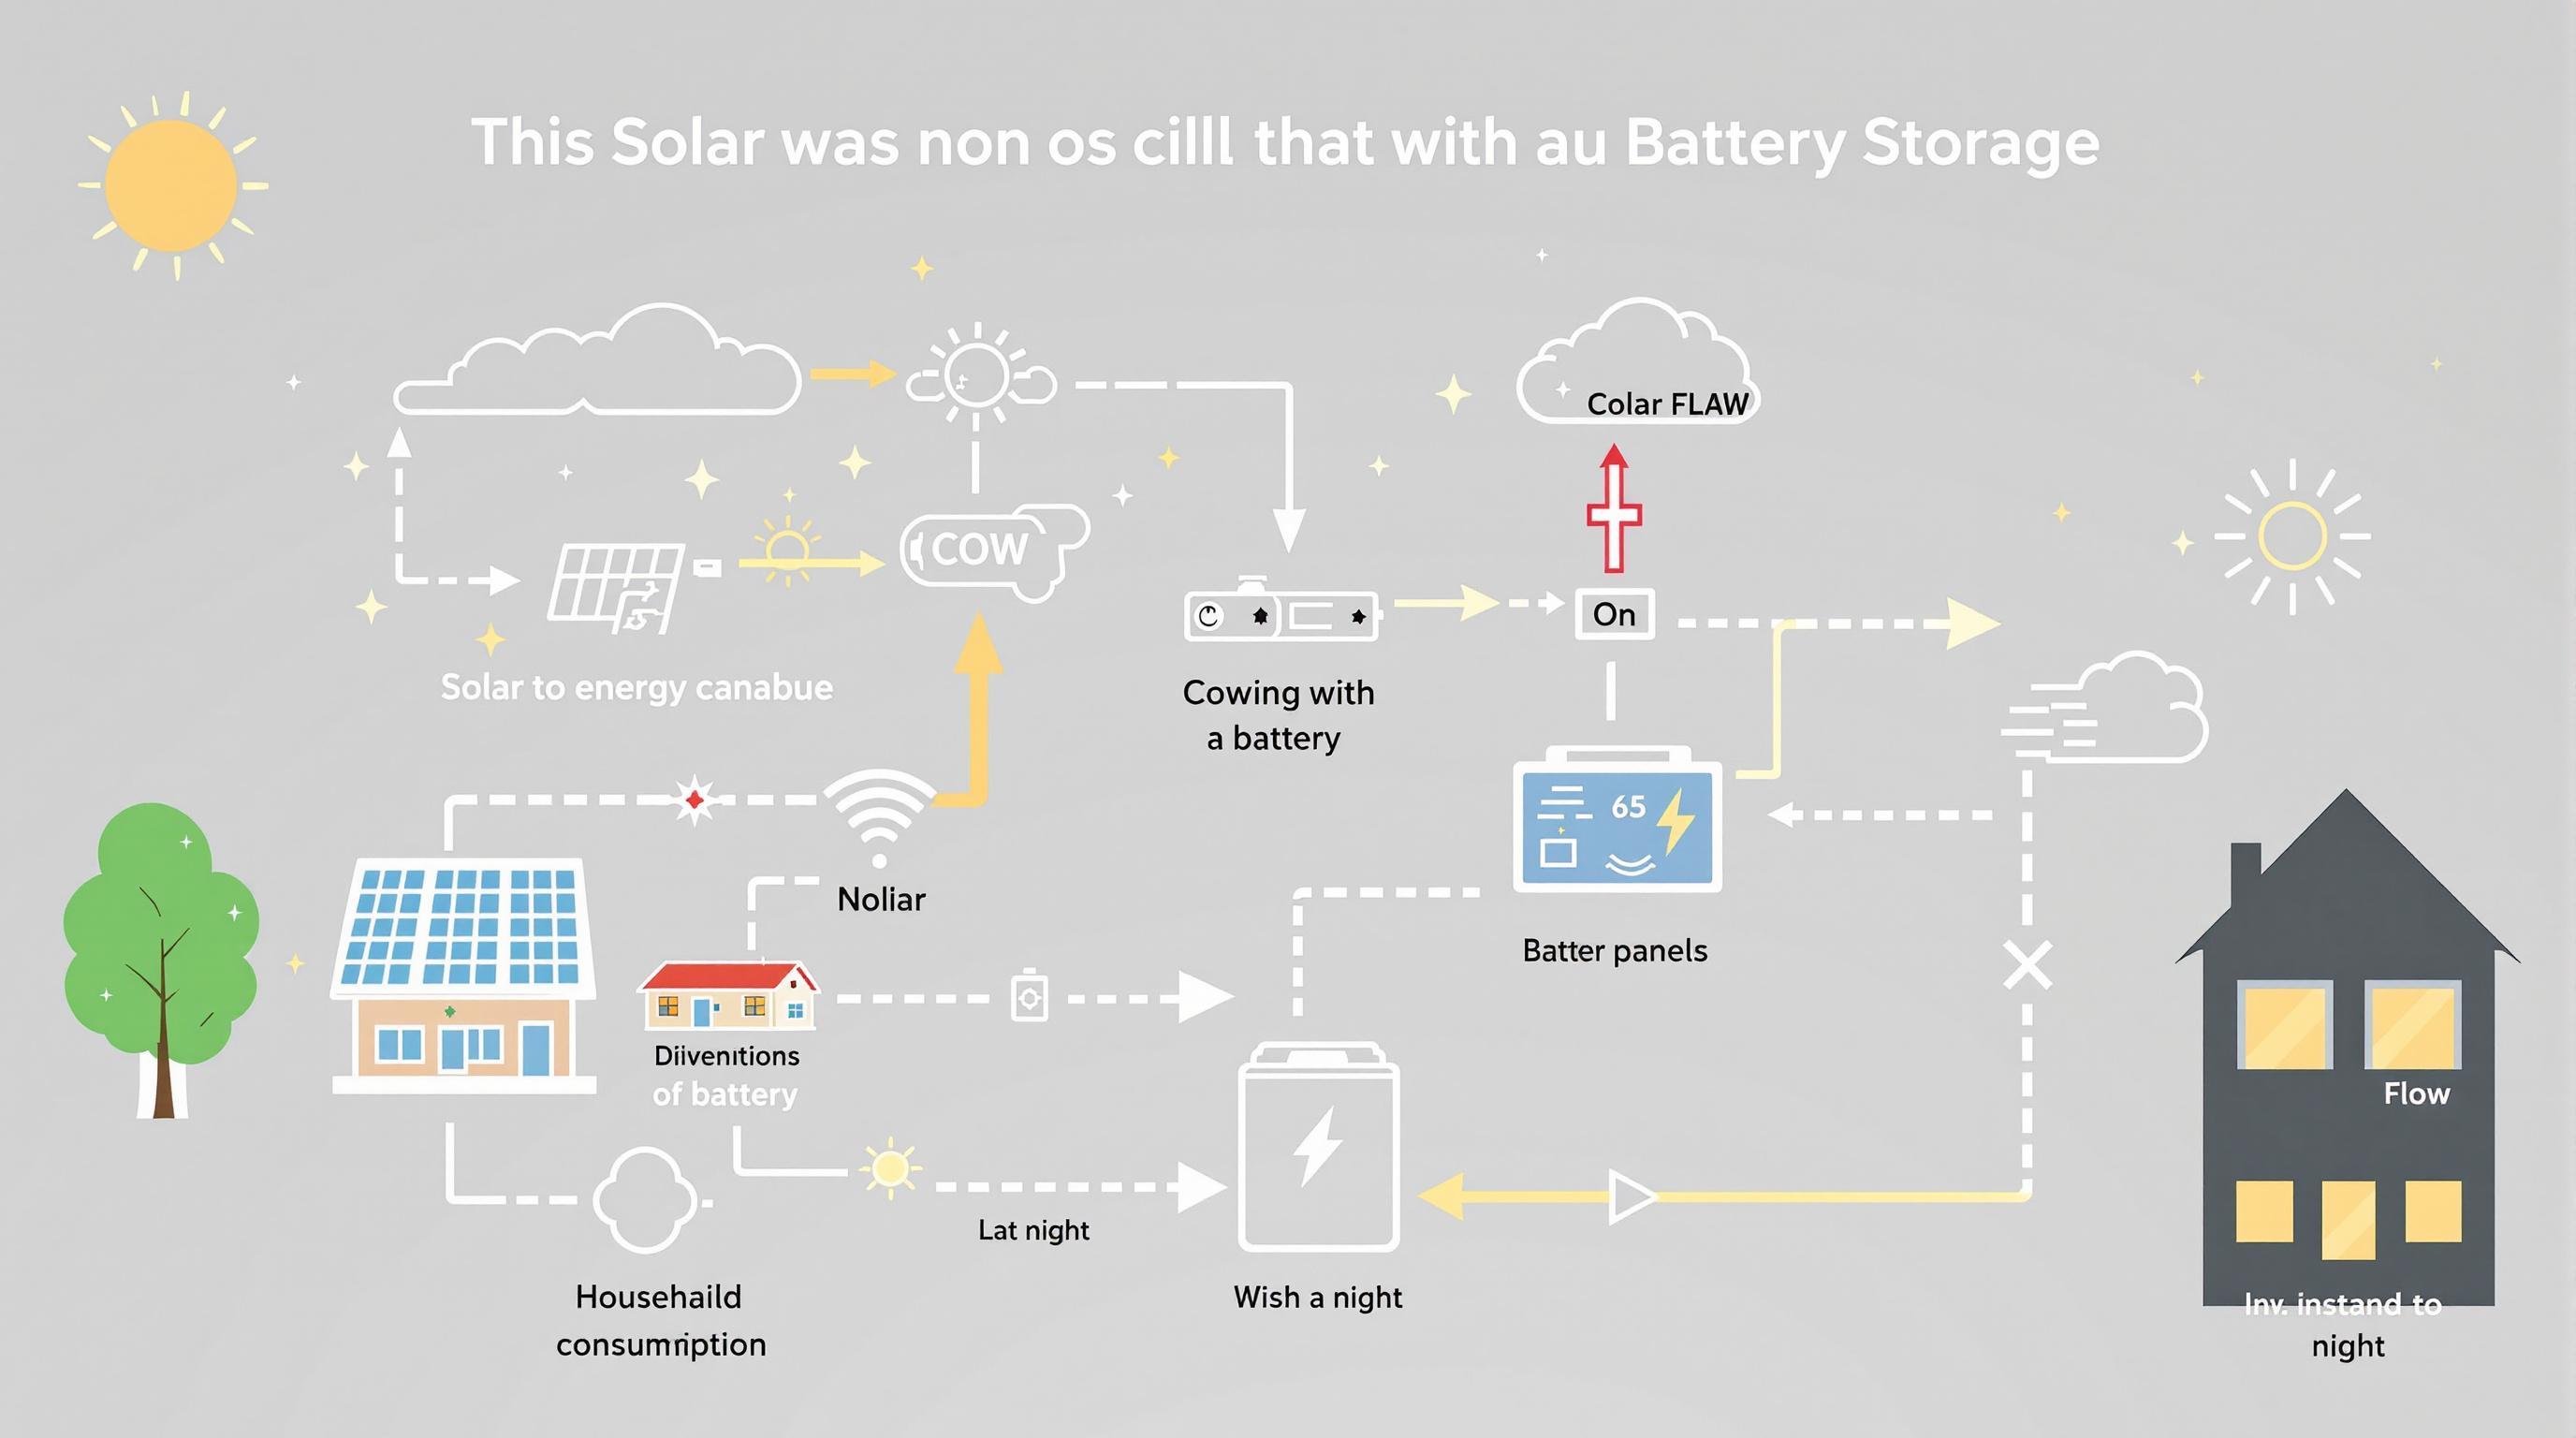 This Solar was non os cilll that with au Battery Storage
Colar FLAW
COW
On
Solar to energy canabue
Cowing with
a battery
65
Noliar
Batter panels
Diivenitions
of battery
Flow
Lat night
Househaild
consumription
Wish a night
Inv. instand to
night